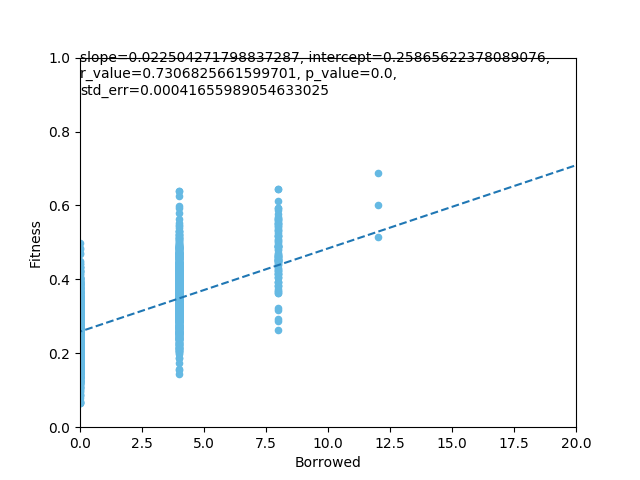 slope=0.022504271798837287, intercept=0.25865622378089076,
r_value=0.7306825661599701, p_value=0.0,
std_err=0.00041655989054633025
1.0
0.8
0.6
0.4
0.2
0.0
Fitness
0.0 2.5 5.0 7.5 10.0 12.5 15.0 17.5 20.0
Borrowed